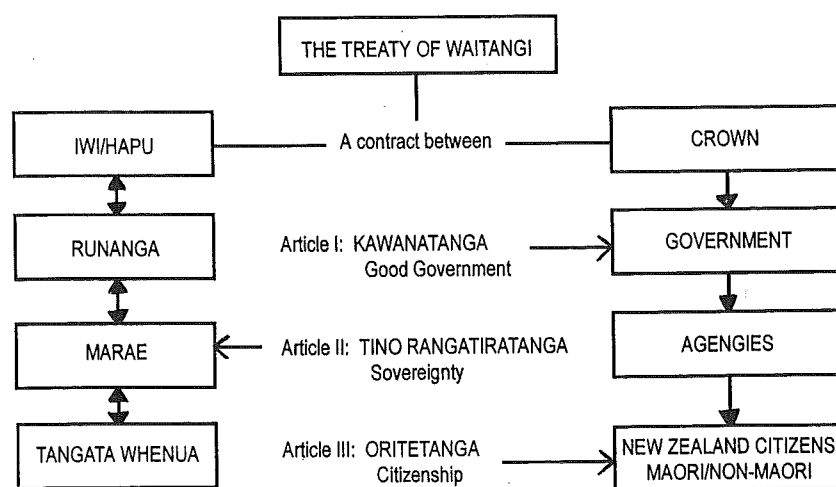 THE TREATY OF WAITANGI
IWI/HAPU
A contract between
CROWN
RUNANGA
Article I: KAWANATANGA
Good Government
GOVERNMENT
MARAE
Article II: TINO RANGATIRATANGA
Sovereignty
AGENGIES
TANGATA WHENUA
Article III: ORITETANGA
Citizenship
NEW ZEALAND CITIZENS
MAORI/NON-MAORI